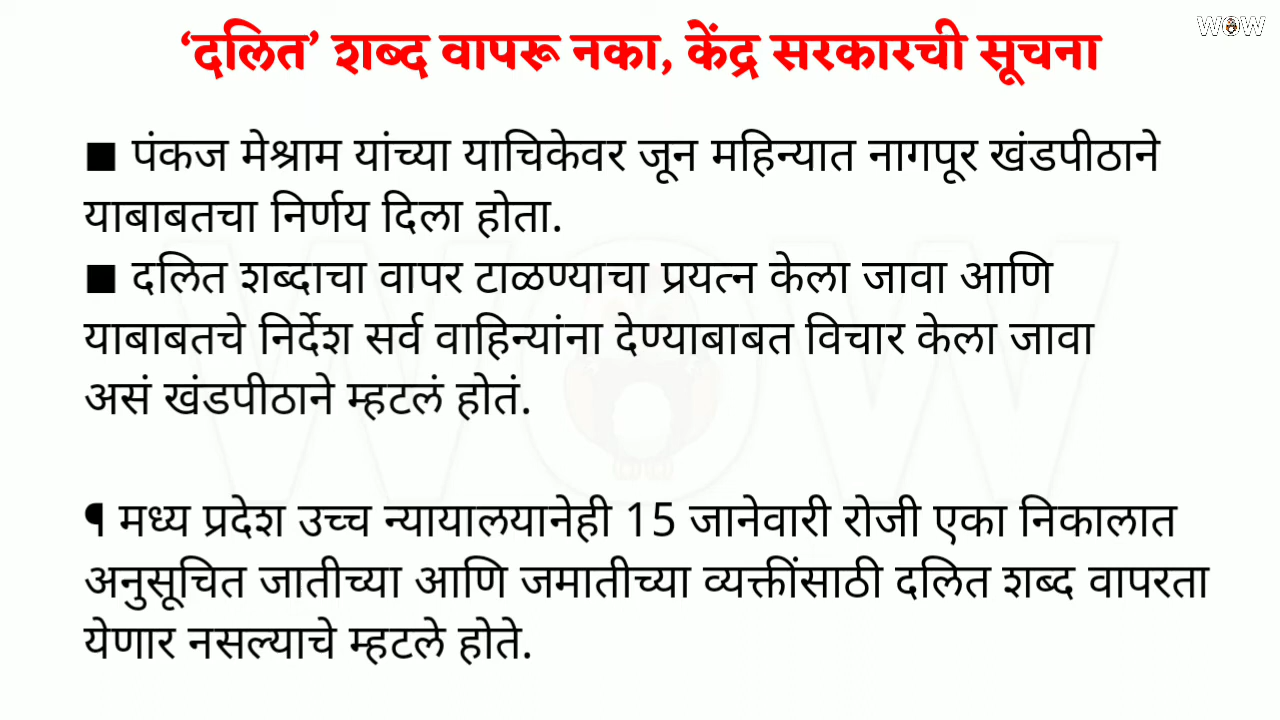 WOW
‘दलित’ शब्द वापरू नका, केंद्र सरकारची सूचना
■ पंकज मेश्राम यांच्या याचिकेवर जून महिन्यात नागपूर खंडपीठाने
याबाबतचा निर्णय दिला होता.
■ दलित शब्दाचा वापर टाळण्याचा प्रयत्न केला जावा आणि
याबाबतचे निर्देश सर्व वाहिन्यांना देण्याबाबत विचार केला जावा
असं खंडपीठाने म्हटलं होतं.
¶ मध्य प्रदेश उच्च न्यायालयानेही 15 जानेवारी रोजी एका निकालात
अनुसूचित जातीच्या आणि जमातीच्या व्यक्तींसाठी दलित शब्द वापरता
येणार नसल्याचे म्हटले होते.
WOW